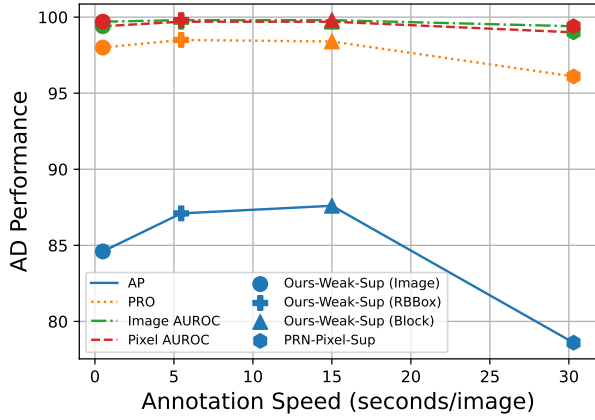 100
95
90
85
80
AD Performance
AP
PRO
Image AUROC
Pixel AUROC
Ours-Weak-Sup (Image)
Ours-Weak-Sup (RBBox)
Ours-Weak-Sup (Block)
PRN-Pixel-Sup
0 5 10 15 20 25 30
Annotation Speed (seconds/image)